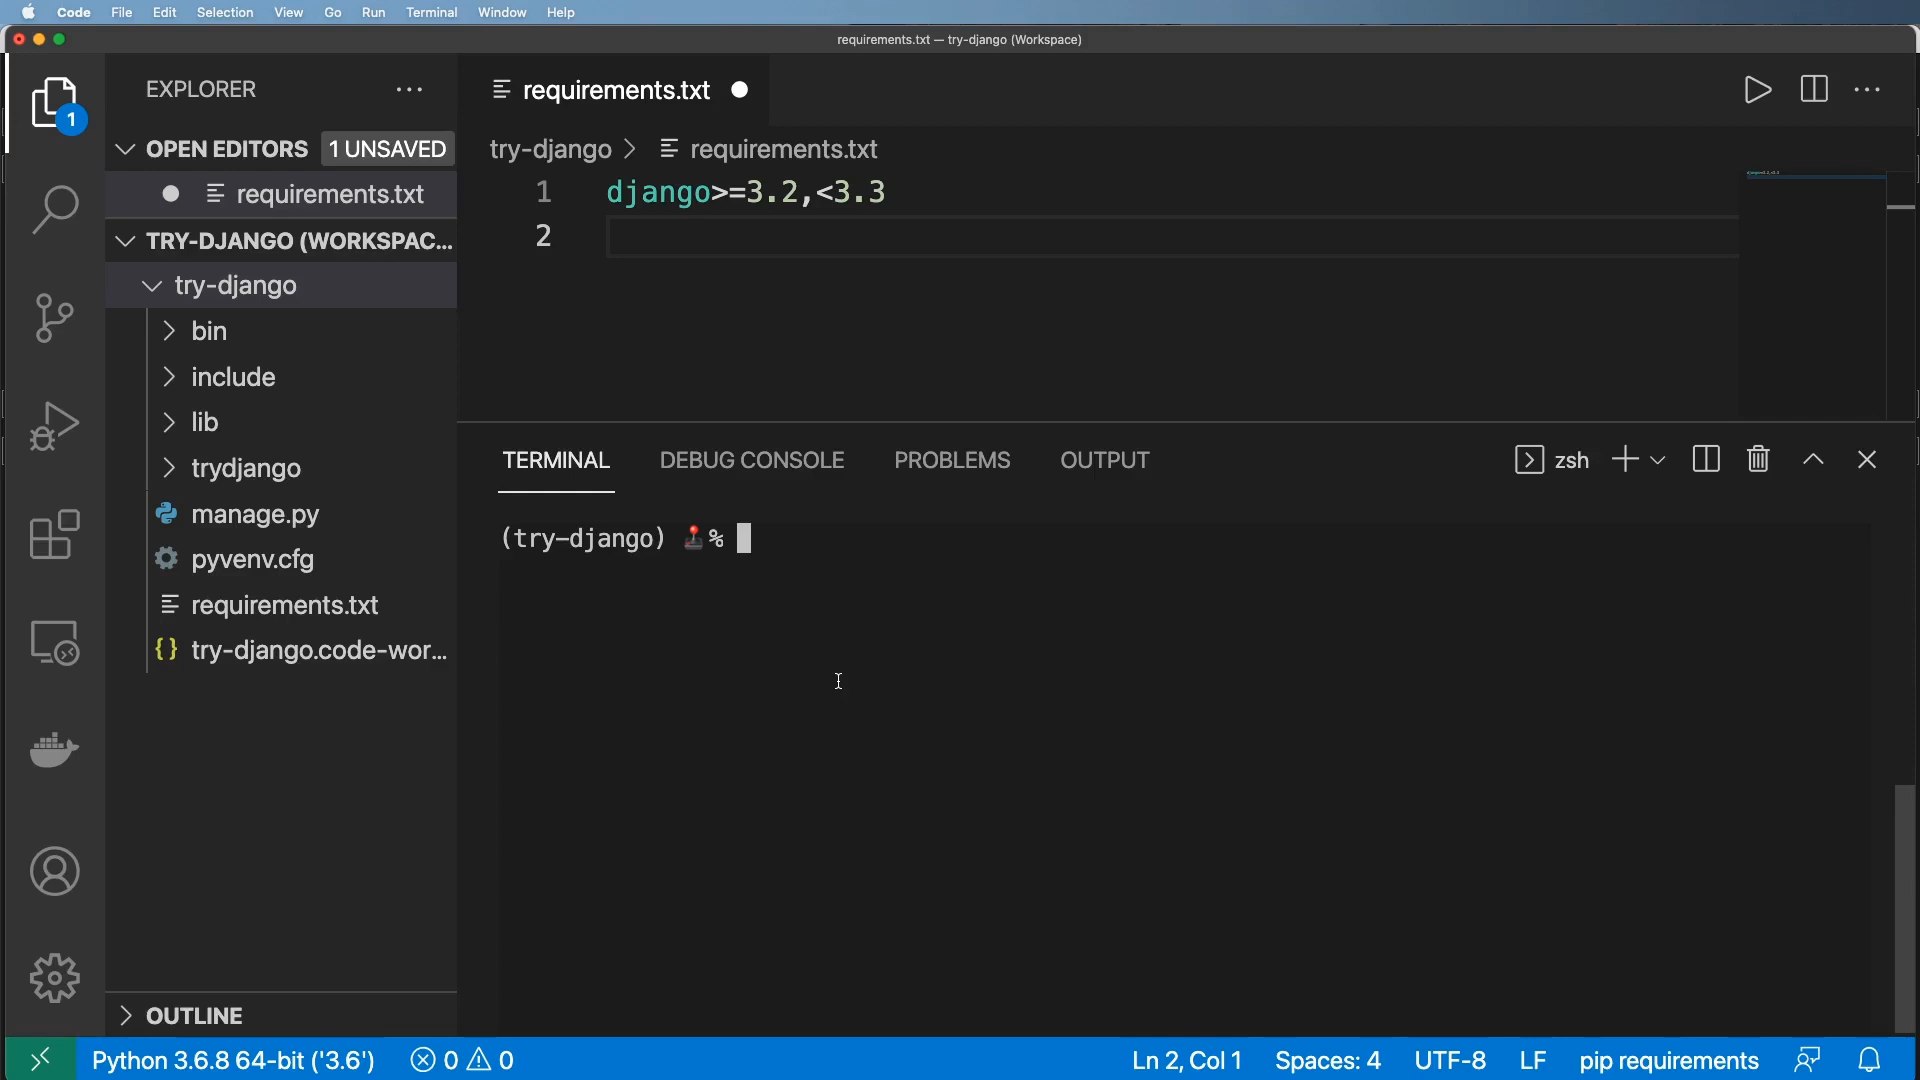 Code File Edit Selection View Go Run Terminal Window Help
requirements.txt — try-django (Workspace)
EXPLORER
1
OPEN EDITORS 1 UNSAVED
requirements.txt
TRY-DJANGO (WORKSPAC...
try-django
bin
include
lib
trydjango
manage.py
pyvenv.cfg
requirements.txt
{} try-django.code-wor...
OUTLINE
requirements.txt
try-django > requirements.txt
1 django>=3.2,<3.3
2
TERMINAL DEBUG CONSOLE PROBLEMS OUTPUT
zsh
(try-django) 🕹%
Python 3.6.8 64-bit ('3.6') 0 0
Ln 2, Col 1 Spaces: 4 UTF-8 LF pip requirements